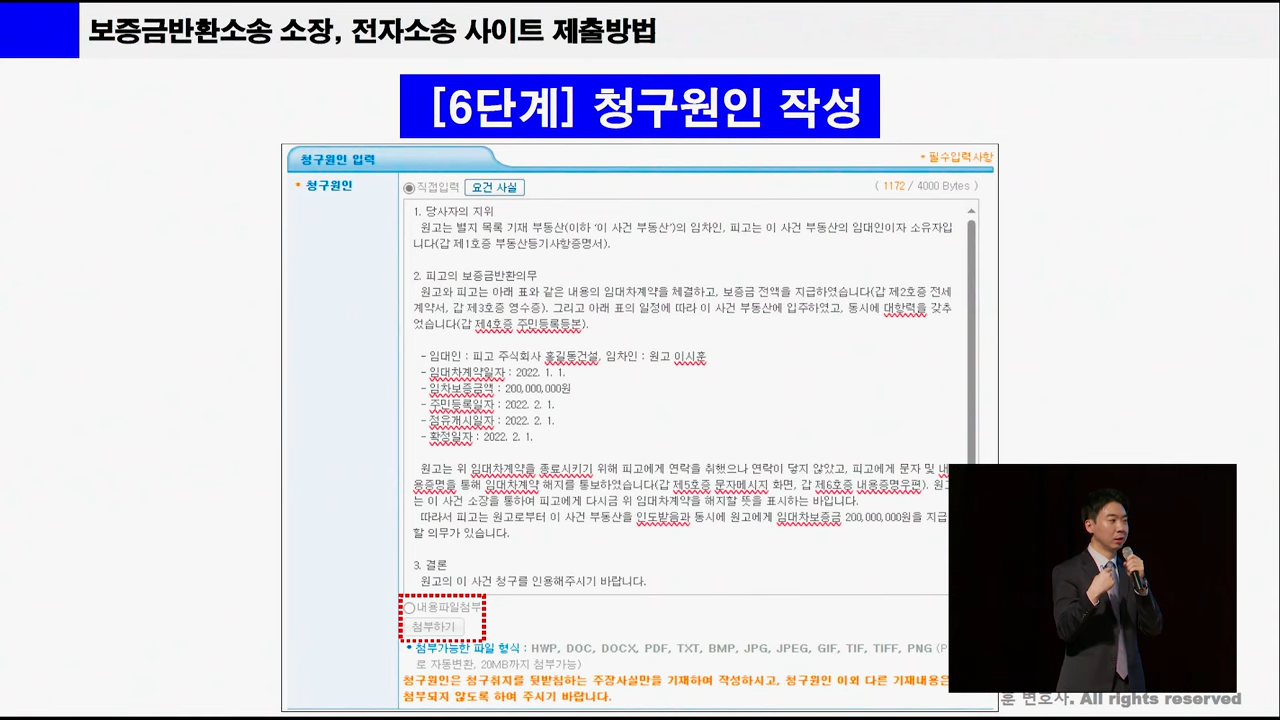 보증금반환소송 소장, 전자소송 사이트 제출방법
[6단계] 청구원인 작성
청구원인 입력
* 필수입력사항
* 청구원인
직접입력 요건 사실
( 1172 / 4000 Bytes )
1. 당사자의 지위
원고는 별지 목록 기재 부동산(이하 '이 사건 부동산')의 임차인, 피고는 이 사건 부동산의 임대인이자 소유자입
니다(갑 제1호증 부동산등기사항증명서).
2. 피고의 보증금반환의무
원고와 피고는 아래 표와 같은 내용의 임대차계약을 체결하고, 보증금 전액을 지급하였습니다(갑 제2호증 전세
계약서, 갑 제3호증 영수증). 그리고 아래 표의 일정에 따라 이 사건 부동산에 입주하였고, 동시에 대항력을 갖추
었습니다(갑 제4호증 주민등록등본).
- 임대인 : 피고 주식회사 홍길동건설, 임차인 : 원고 이시훈
- 임대차계약일자 : 2022. 1. 1.
- 임차보증금액 : 200,000,000원
- 주민등록일자 : 2022. 2. 1.
- 점유개시일자 : 2022. 2. 1.
- 확정일자 : 2022. 2. 1.
원고는 위 임대차계약을 종료시키기 위해 피고에게 연락을 취했으나 연락이 닿지 않았고, 피고에게 문자 및 내
용증명을 통해 임대차계약 해지를 통보하였습니다(갑 제5호증 문자메시지 화면, 갑 제6호증 내용증명우편). 원고
는 이 사건 소장을 통하여 피고에게 다시금 위 임대차계약을 해지할 뜻을 표시하는 바입니다.
따라서 피고는 원고로부터 이 사건 부동산을 인도받음과 동시에 원고에게 임대차보증금 200,000,000원을 지급
할 의무가 있습니다.
3. 결론
원고의 이 사건 청구를 인용해주시기 바랍니다.
내용파일첨부
첨부하기
• 첨부가능한 파일 형식 : HWP, DOC, DOCX, PDF, TXT, BMP, JPG, JPEG, GIF, TIF, TIFF, PNG (P
로 자동변환, 20MB까지 첨부가능)
청구원인은 청구취지를 뒷받침하는 주장사실만을 기재하여 작성하시고, 청구원인 이외 다른 기재내용은
첨부되지 않도록 하여 주시기 바랍니다.
훈 변호사. All rights reserved